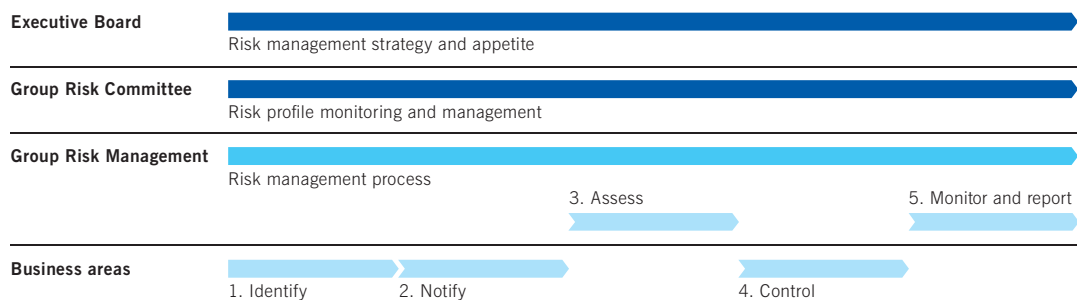 Executive Board
Risk management strategy and appetite
Group Risk Committee
Risk profile monitoring and management
Group Risk Management
Risk management process
3. Assess
5. Monitor and report
Business areas
1. Identify
2. Notify
4. Control